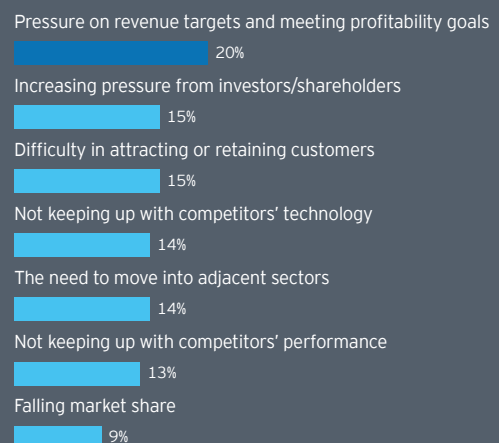 Pressure on revenue targets and meeting profitability goals
20%
Increasing pressure from investors/shareholders
15%
Difficulty in attracting or retaining customers
15%
Not keeping up with competitors’ technology
14%
The need to move into adjacent sectors
14%
Not keeping up with competitors’ performance
13%
Falling market share
9%